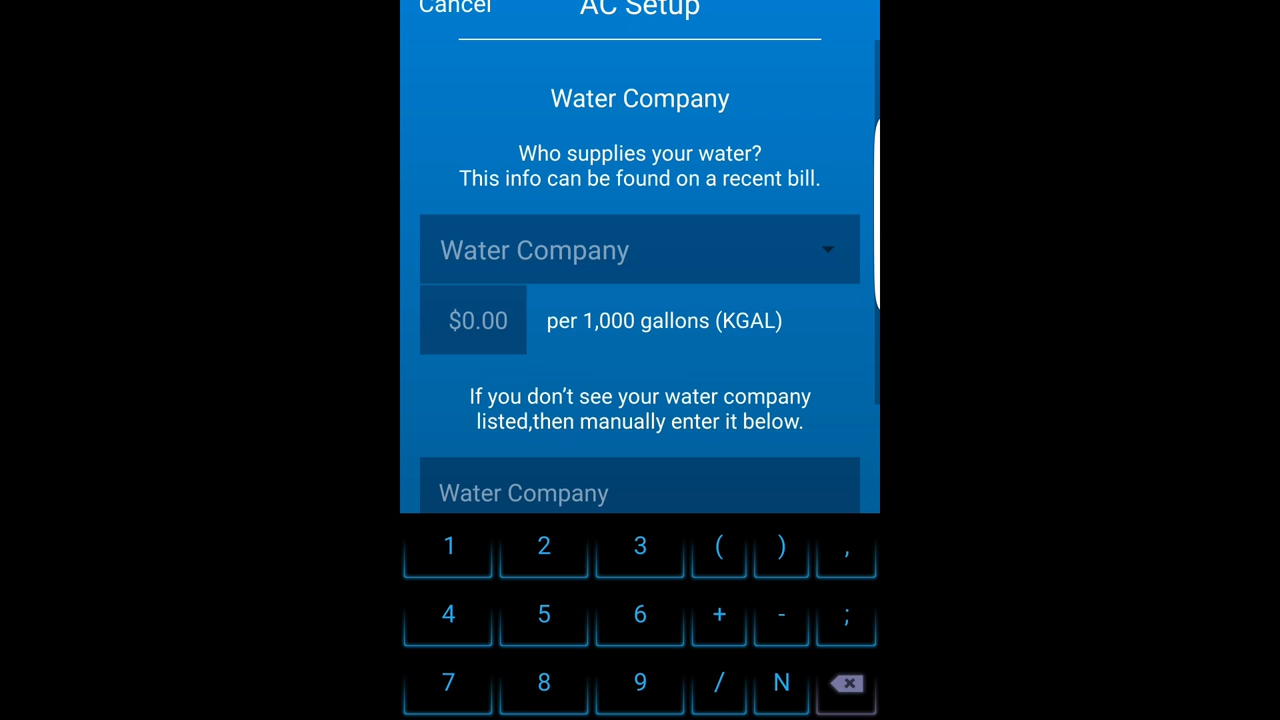 Cancel
AC Setup
Water Company
Who supplies your water?
This info can be found on a recent bill.
Water Company
$0.00
per 1,000 gallons (KGAL)
If you don’t see your water company
listed,then manually enter it below.
Water Company
1 2 3 ( ) ,
4 5 6 + - ;
7 8 9 / N